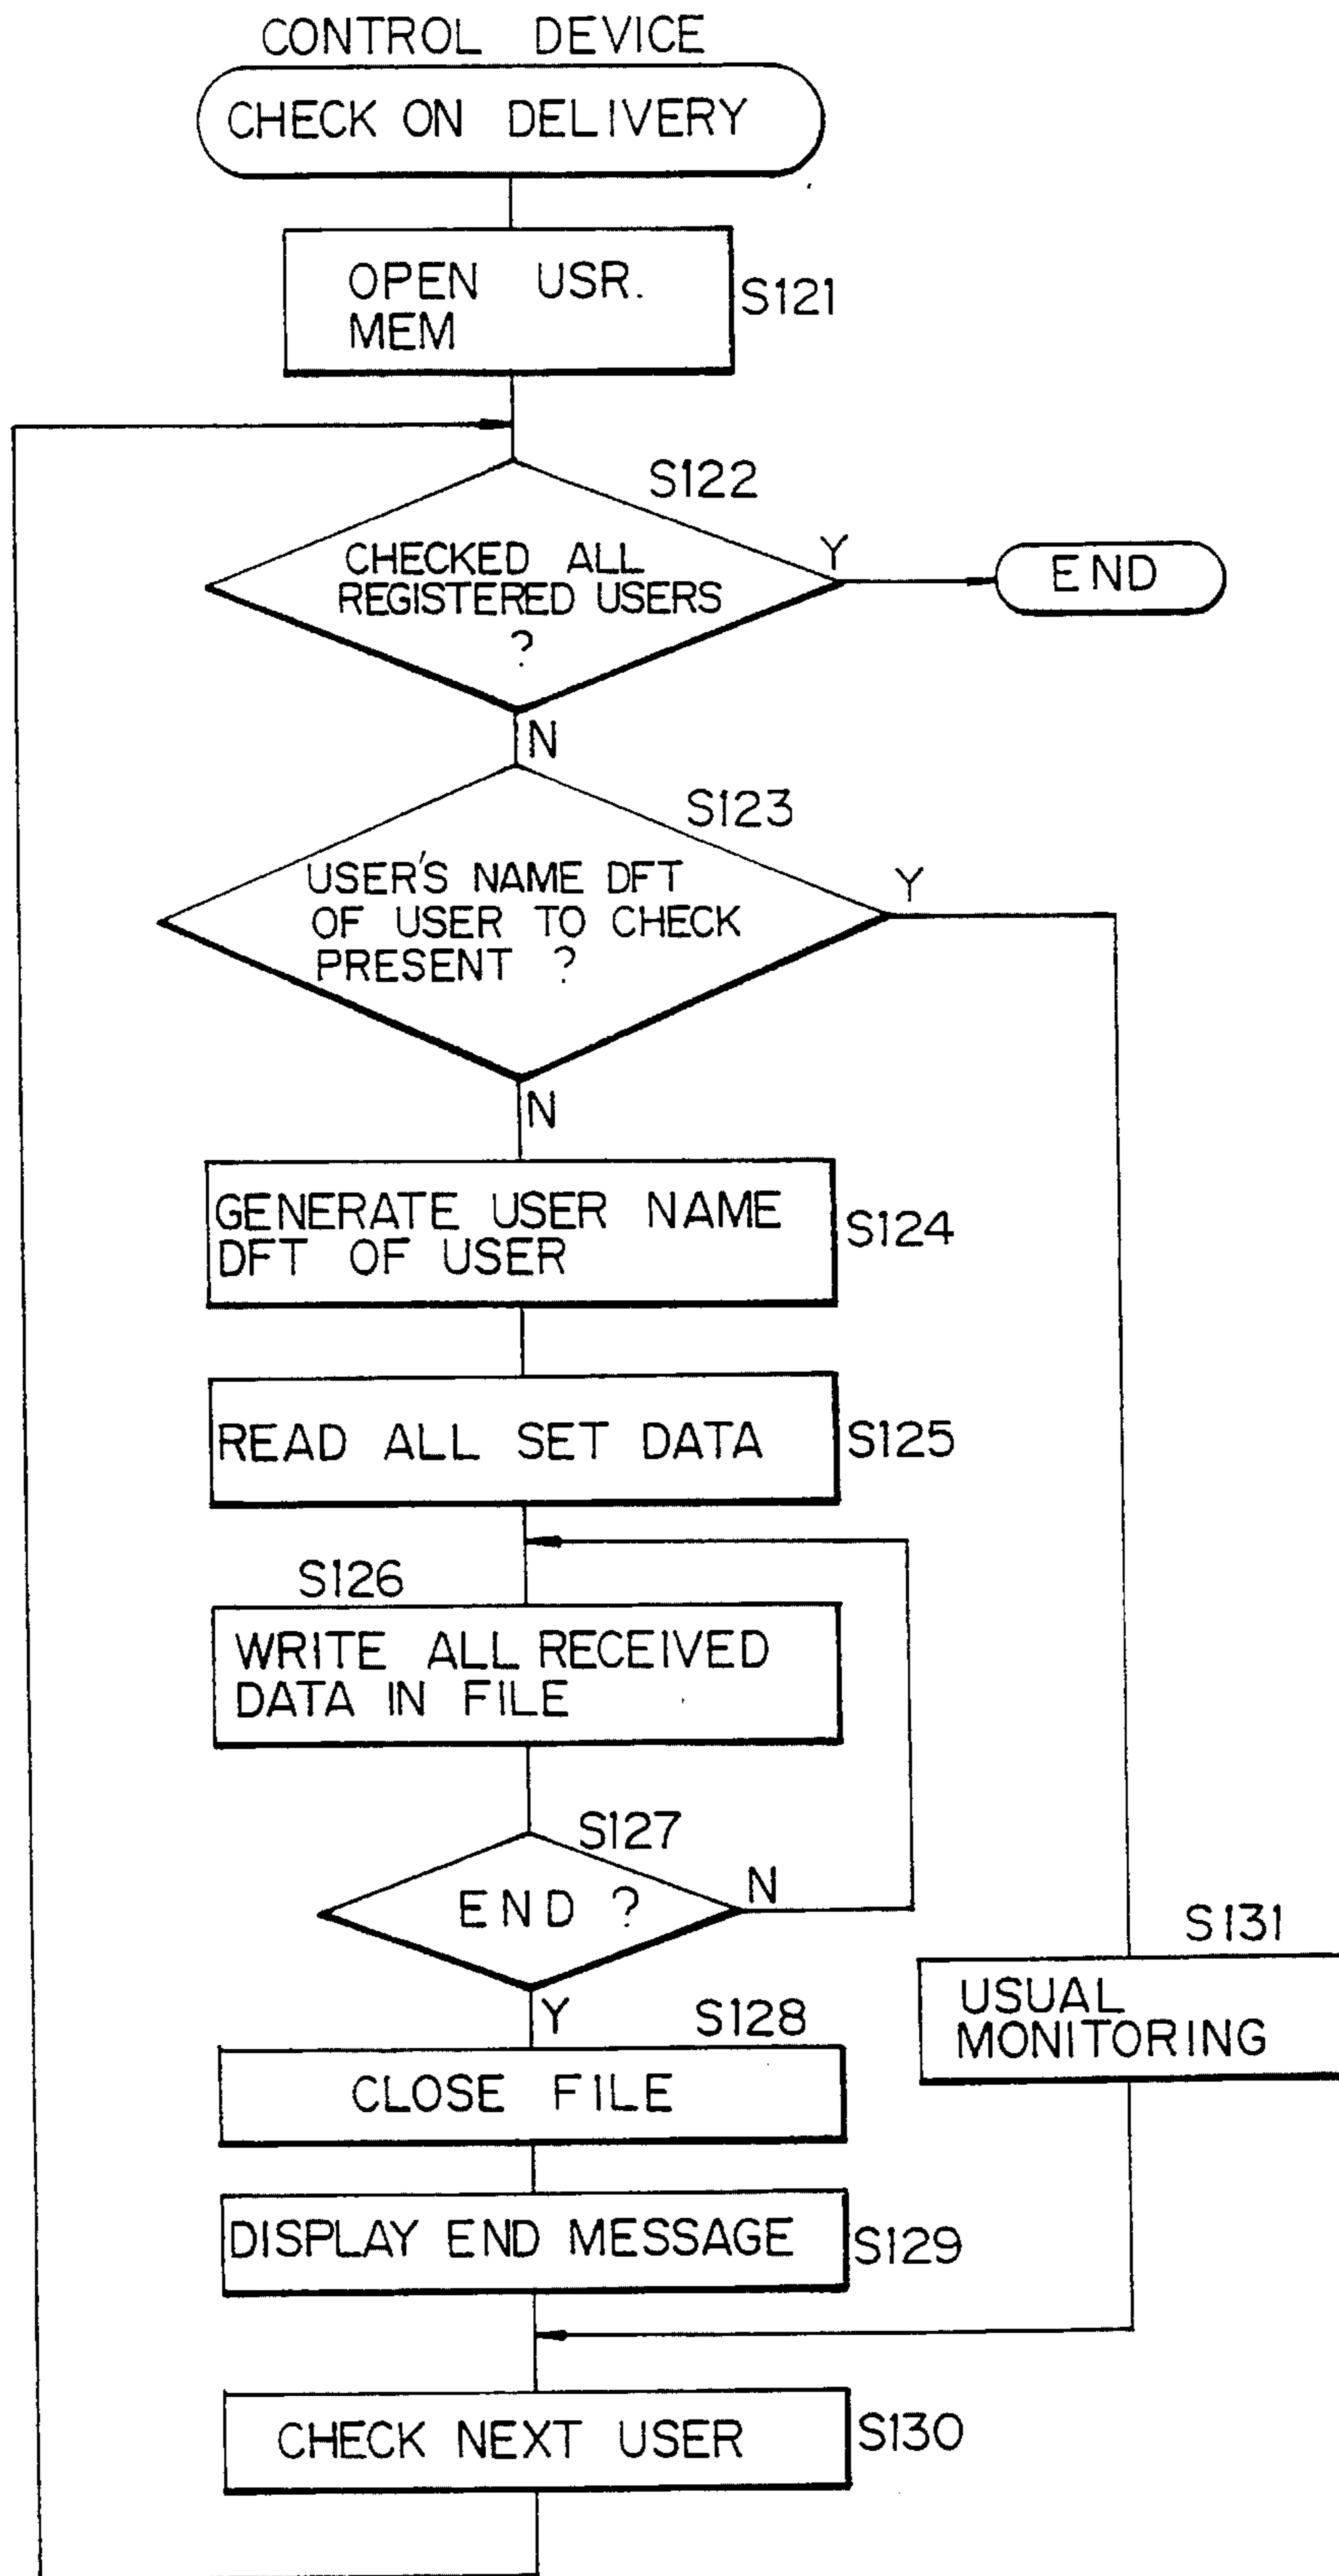 CONTROL DEVICE
CHECK ON DELIVERY
OPEN USR.
MEM
S121
S122
CHECKED ALL
REGISTERED USERS
?
Y
END
N
S123
USER'S NAME DFT
OF USER TO CHECK
PRESENT ?
Y
N
GENERATE USER NAME
DFT OF USER
S124
READ ALL SET DATA
S125
S126
WRITE ALL RECEIVED
DATA IN FILE
S127
END ?
N
Y
S131
USUAL
MONITORING
S128
CLOSE FILE
DISPLAY END MESSAGE
S129
CHECK NEXT USER
S130